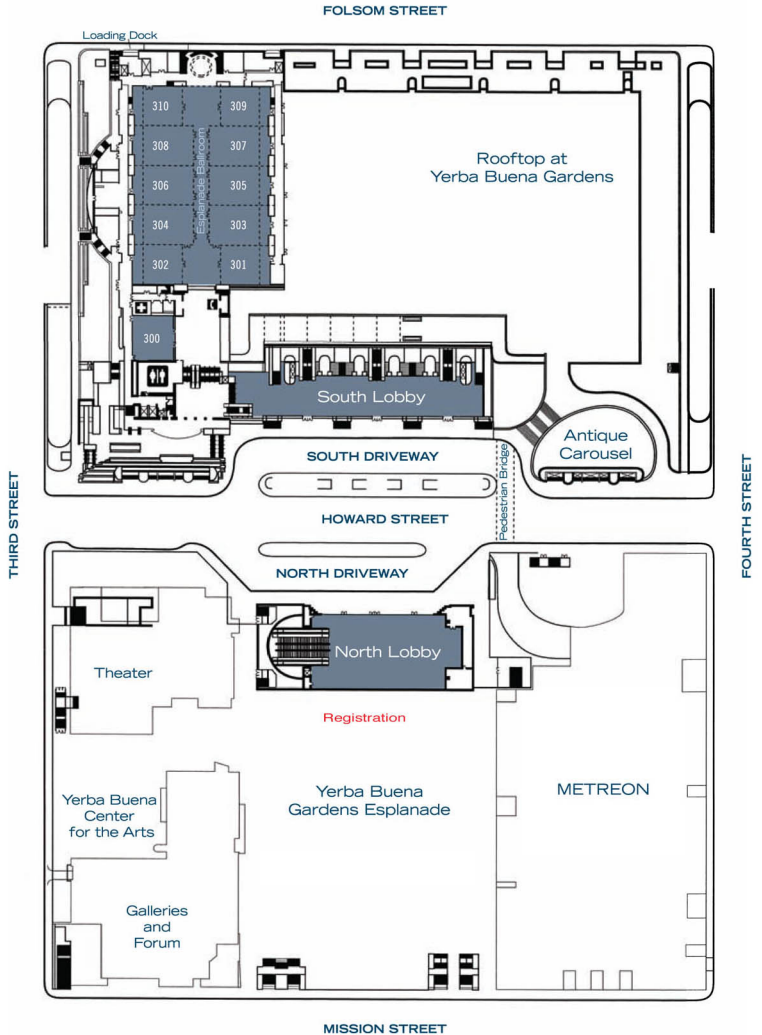 FOLSOM STREET
Loading Dock
310
309
308
307
306
305
304
303
302
301
Esplanade Ballroom
Rooftop at
Yerba Buena Gardens
300
South Lobby
Antique
Carousel
SOUTH DRIVEWAY
Pedestrian Bridge
HOWARD STREET
THIRD STREET
FOURTH STREET
NORTH DRIVEWAY
Theater
North Lobby
Registration
Yerba Buena
Gardens Esplanade
METREON
Yerba Buena
Center
for the Arts
Galleries
and
Forum
MISSION STREET